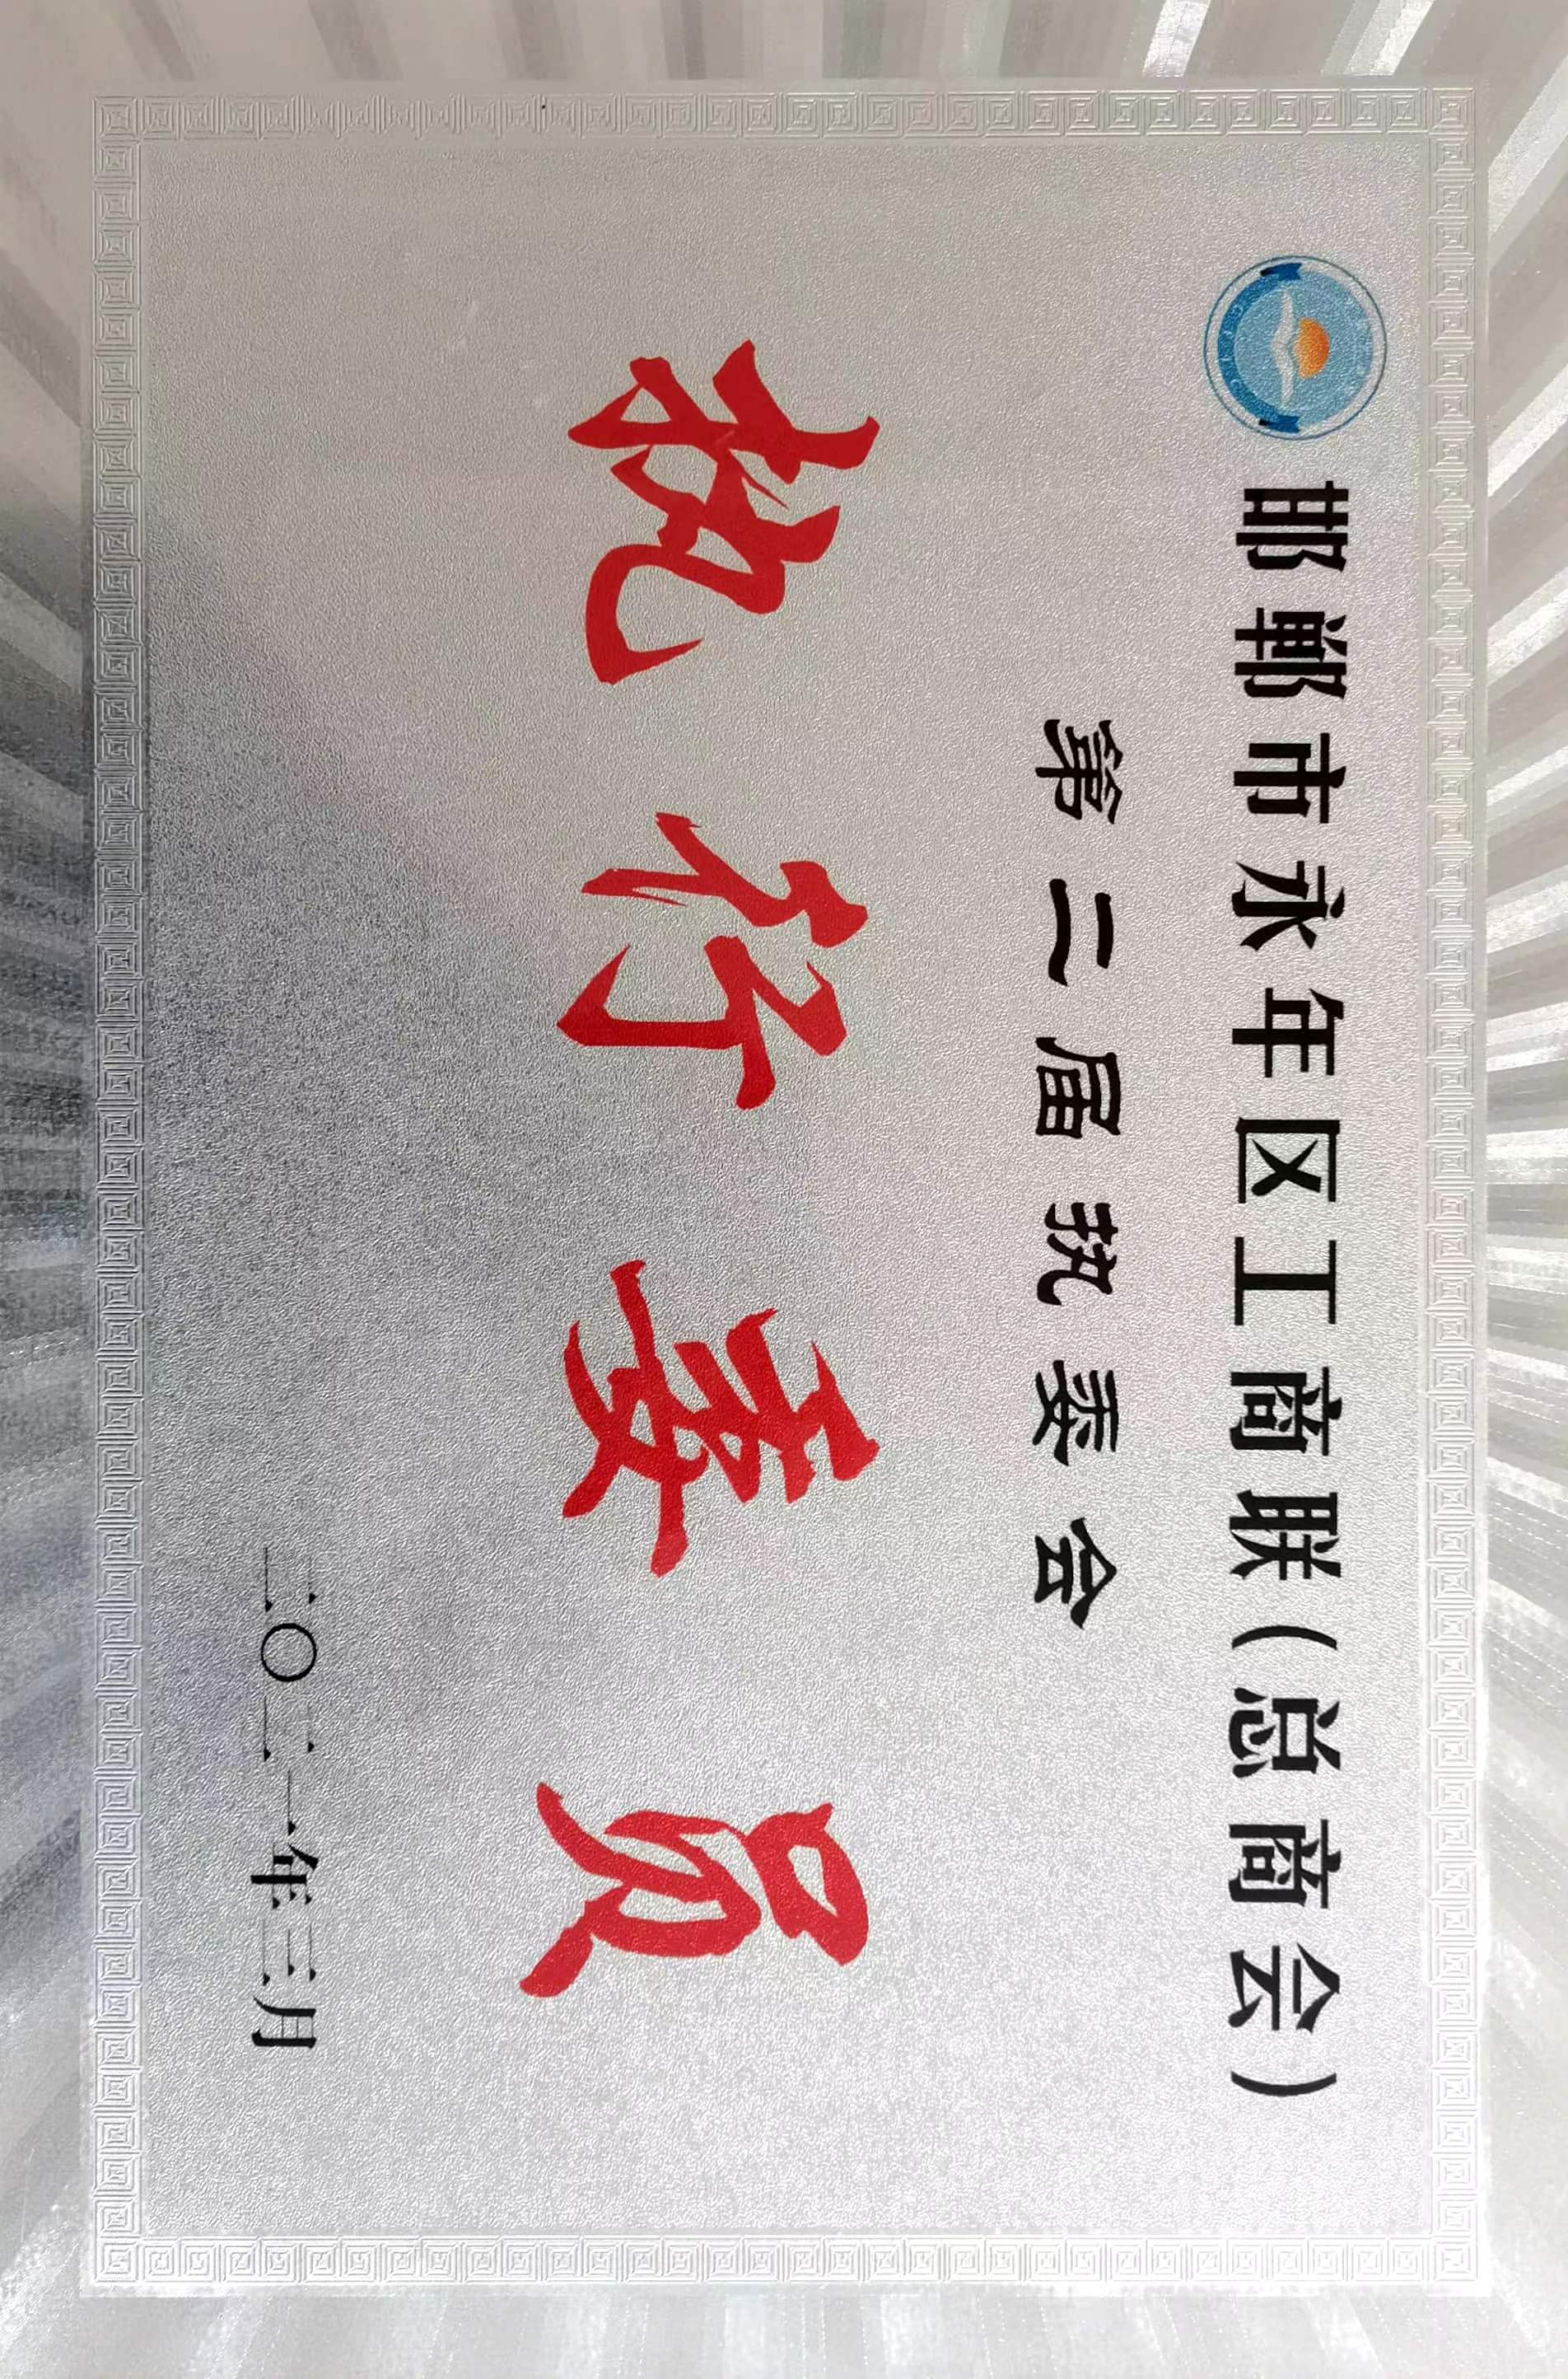 邯郸市永年区工商联(总商会)
第二届执委会
执行委员
二〇二一年三月